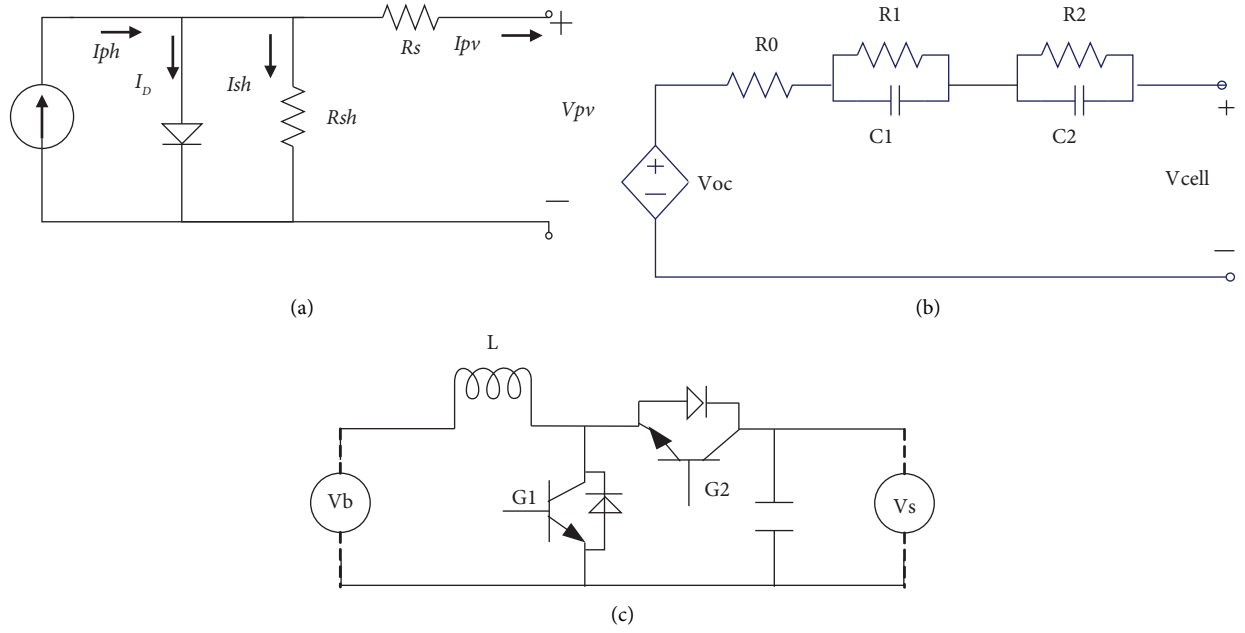 Iph
I_D
Ish
Rsh
Rs
Ipv
+
Vpv
—
(a)
R0
R1
C1
R2
C2
+
—
Voc
+
Vcell
—
(b)
L
Vb
G1
G2
Vs
(c)